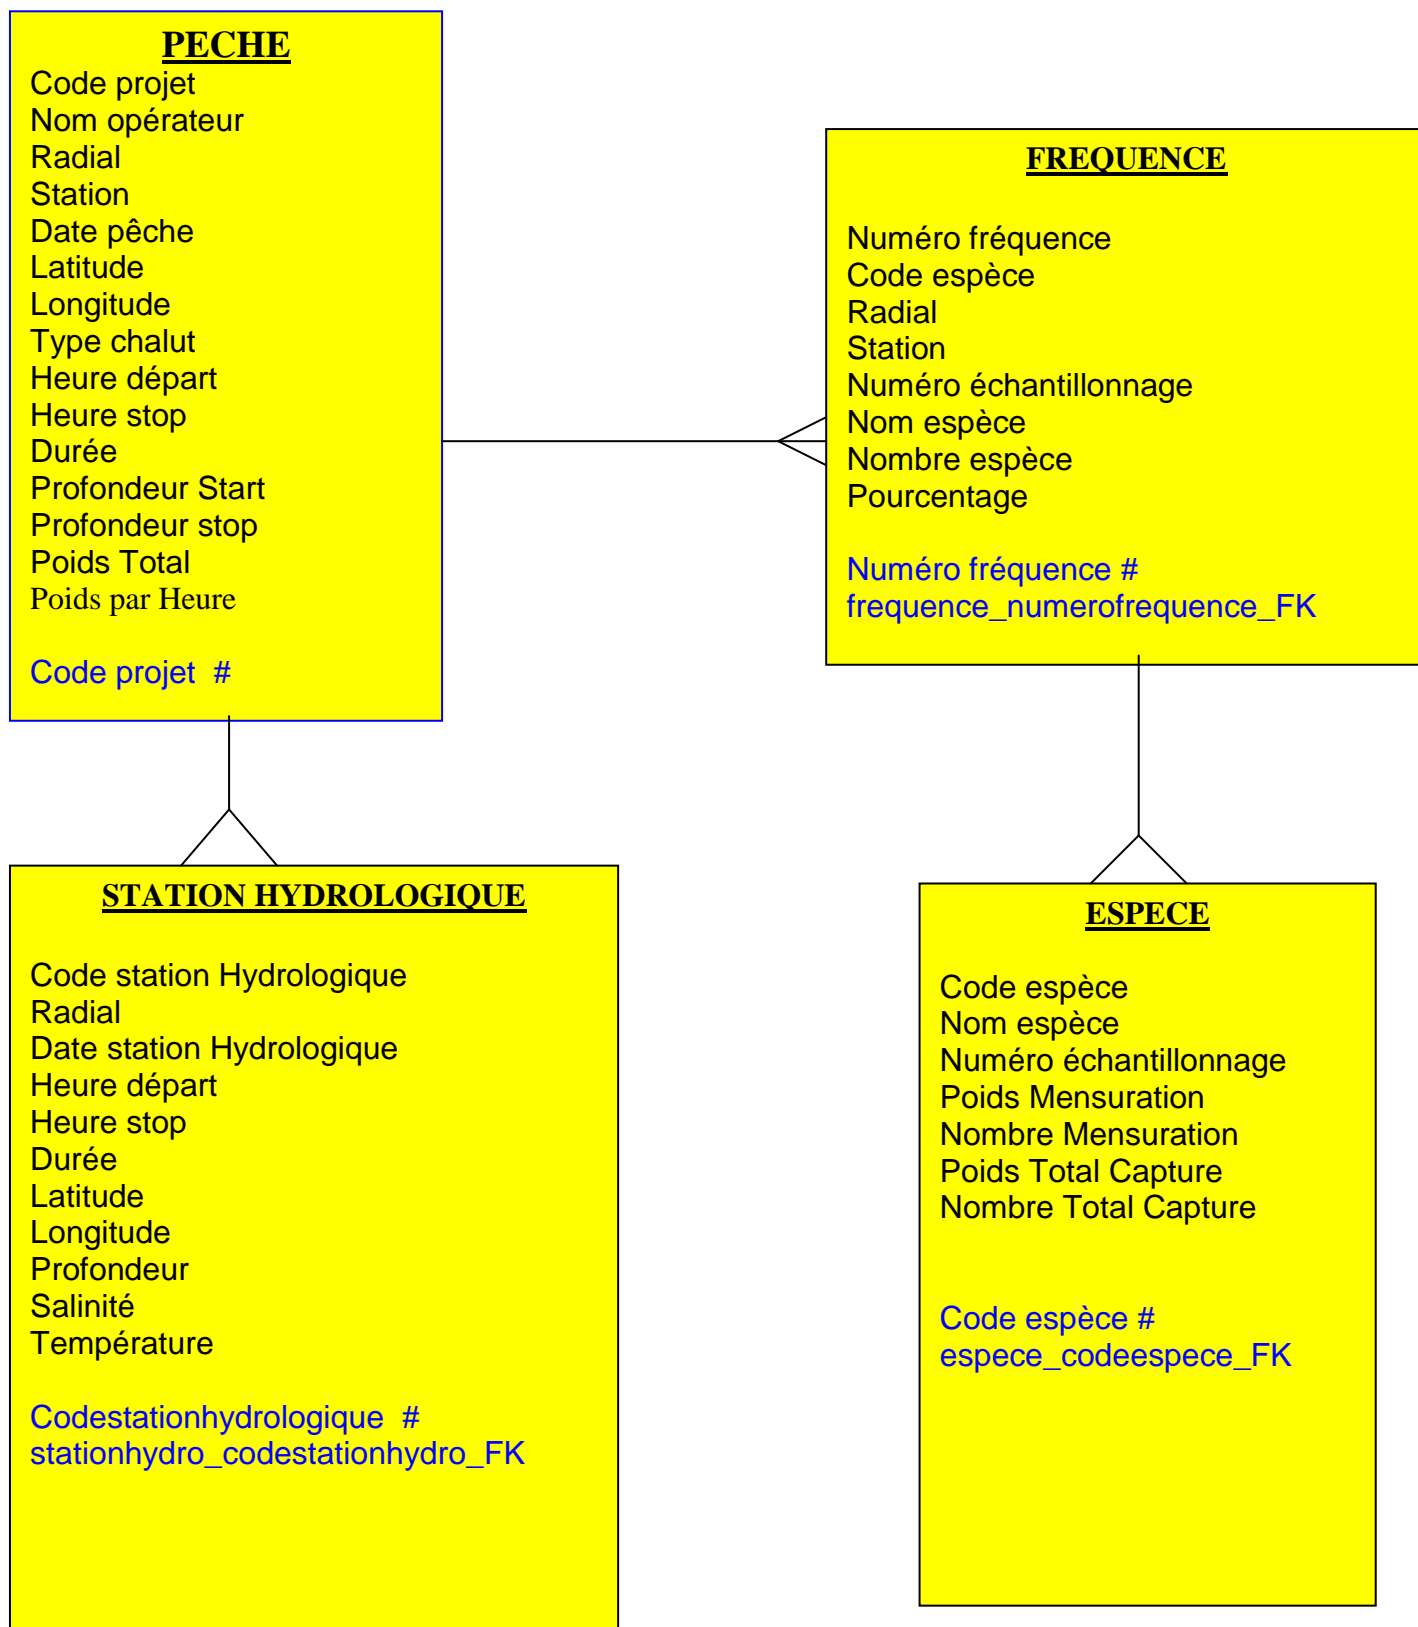 PECHE
Code projet
Nom opérateur
Radial
Station
Date pêche
Latitude
Longitude
Type chalut
Heure départ
Heure stop
Durée
Profondeur Start
Profondeur stop
Poids Total
Poids par Heure
Code projet  #
FREQUENCE
Numéro fréquence
Code espèce
Radial
Station
Numéro échantillonnage
Nom espèce
Nombre espèce
Pourcentage
Numéro fréquence #
frequence_numerofrequence_FK
STATION HYDROLOGIQUE
Code station Hydrologique
Radial
Date station Hydrologique
Heure départ
Heure stop
Durée
Latitude
Longitude
Profondeur
Salinité
Température
Codestationhydrologique  #
stationhydro_codestationhydro_FK
ESPECE
Code espèce
Nom espèce
Numéro échantillonnage
Poids Mensuration
Nombre Mensuration
Poids Total Capture
Nombre Total Capture
Code espèce #
espece_codeespece_FK